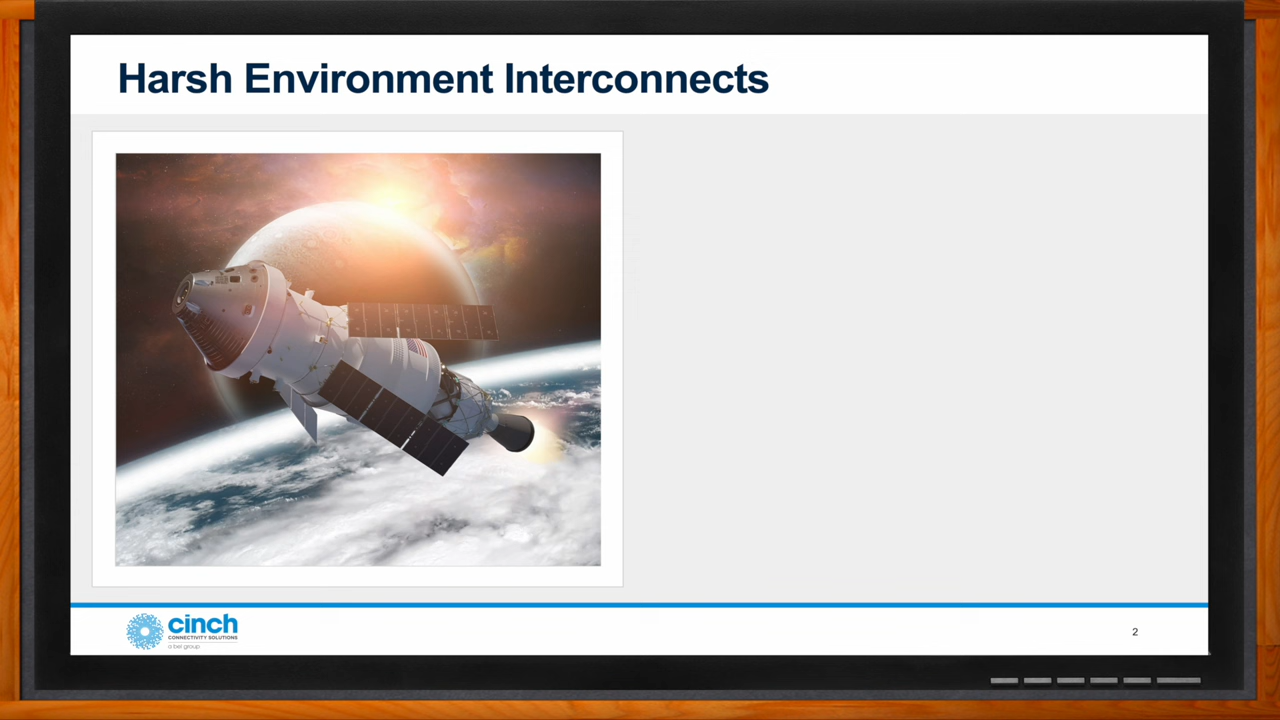 Harsh Environment Interconnects
cinch
CONNECTIVITY SOLUTIONS
a bel group
2